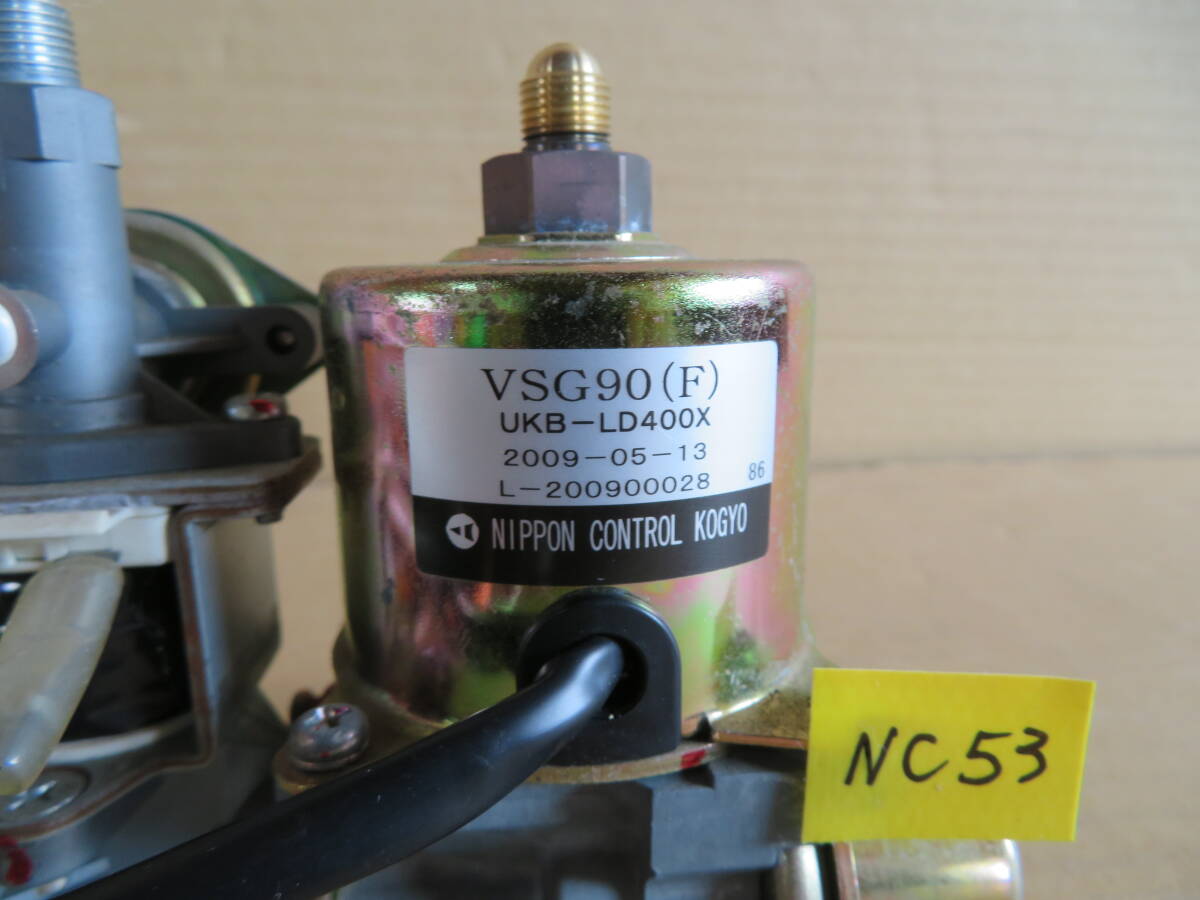 VSG90(F)
UKB-LD400X
2009-05-13
L-200900028 86
NIPPON CONTROL KOGYO
NC53